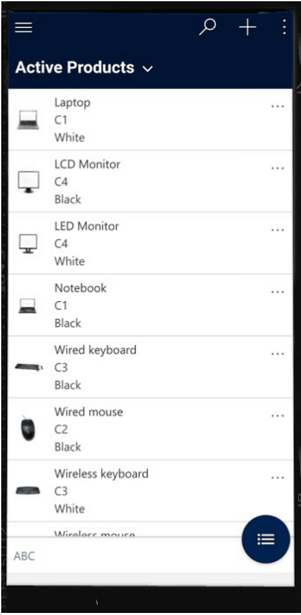 Active Products
Laptop
C1
White
LCD Monitor
C4
Black
LED Monitor
C4
White
Notebook
C1
Black
Wired keyboard
C3
Black
Wired mouse
C2
Black
Wireless keyboard
C3
White
Wireless mouse
ABC